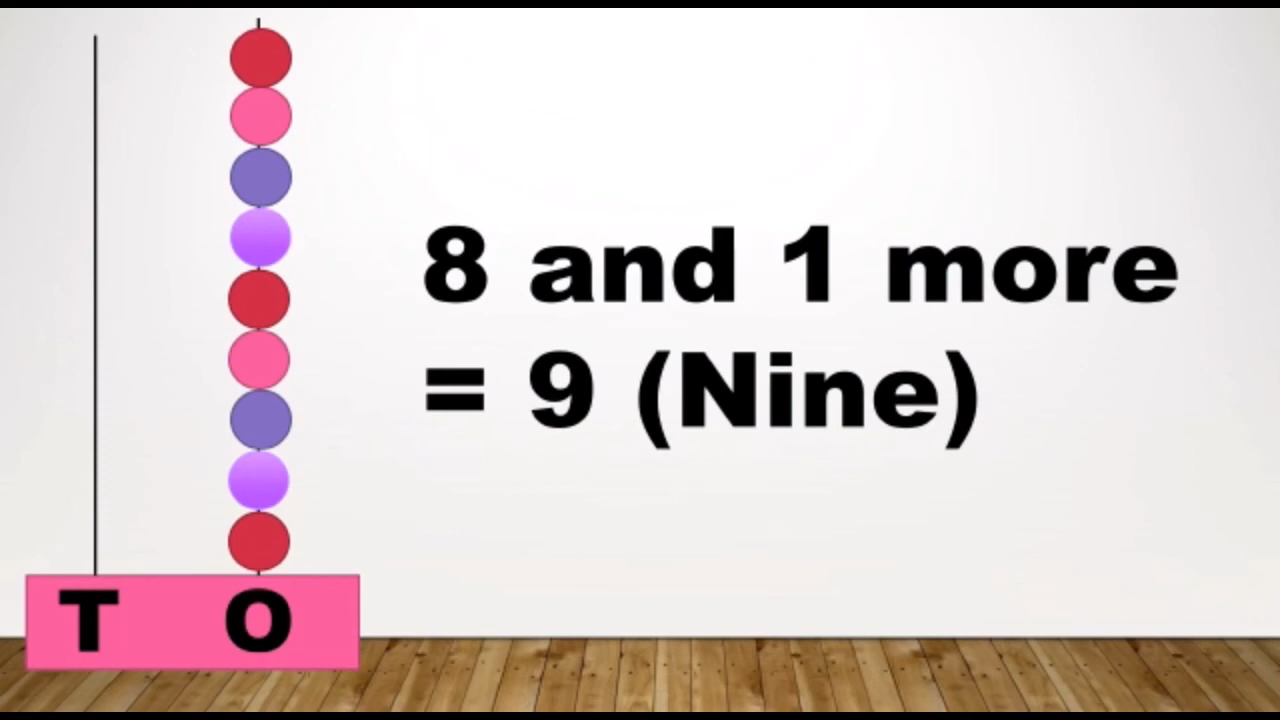 8 and 1 more
= 9 (Nine)
T O